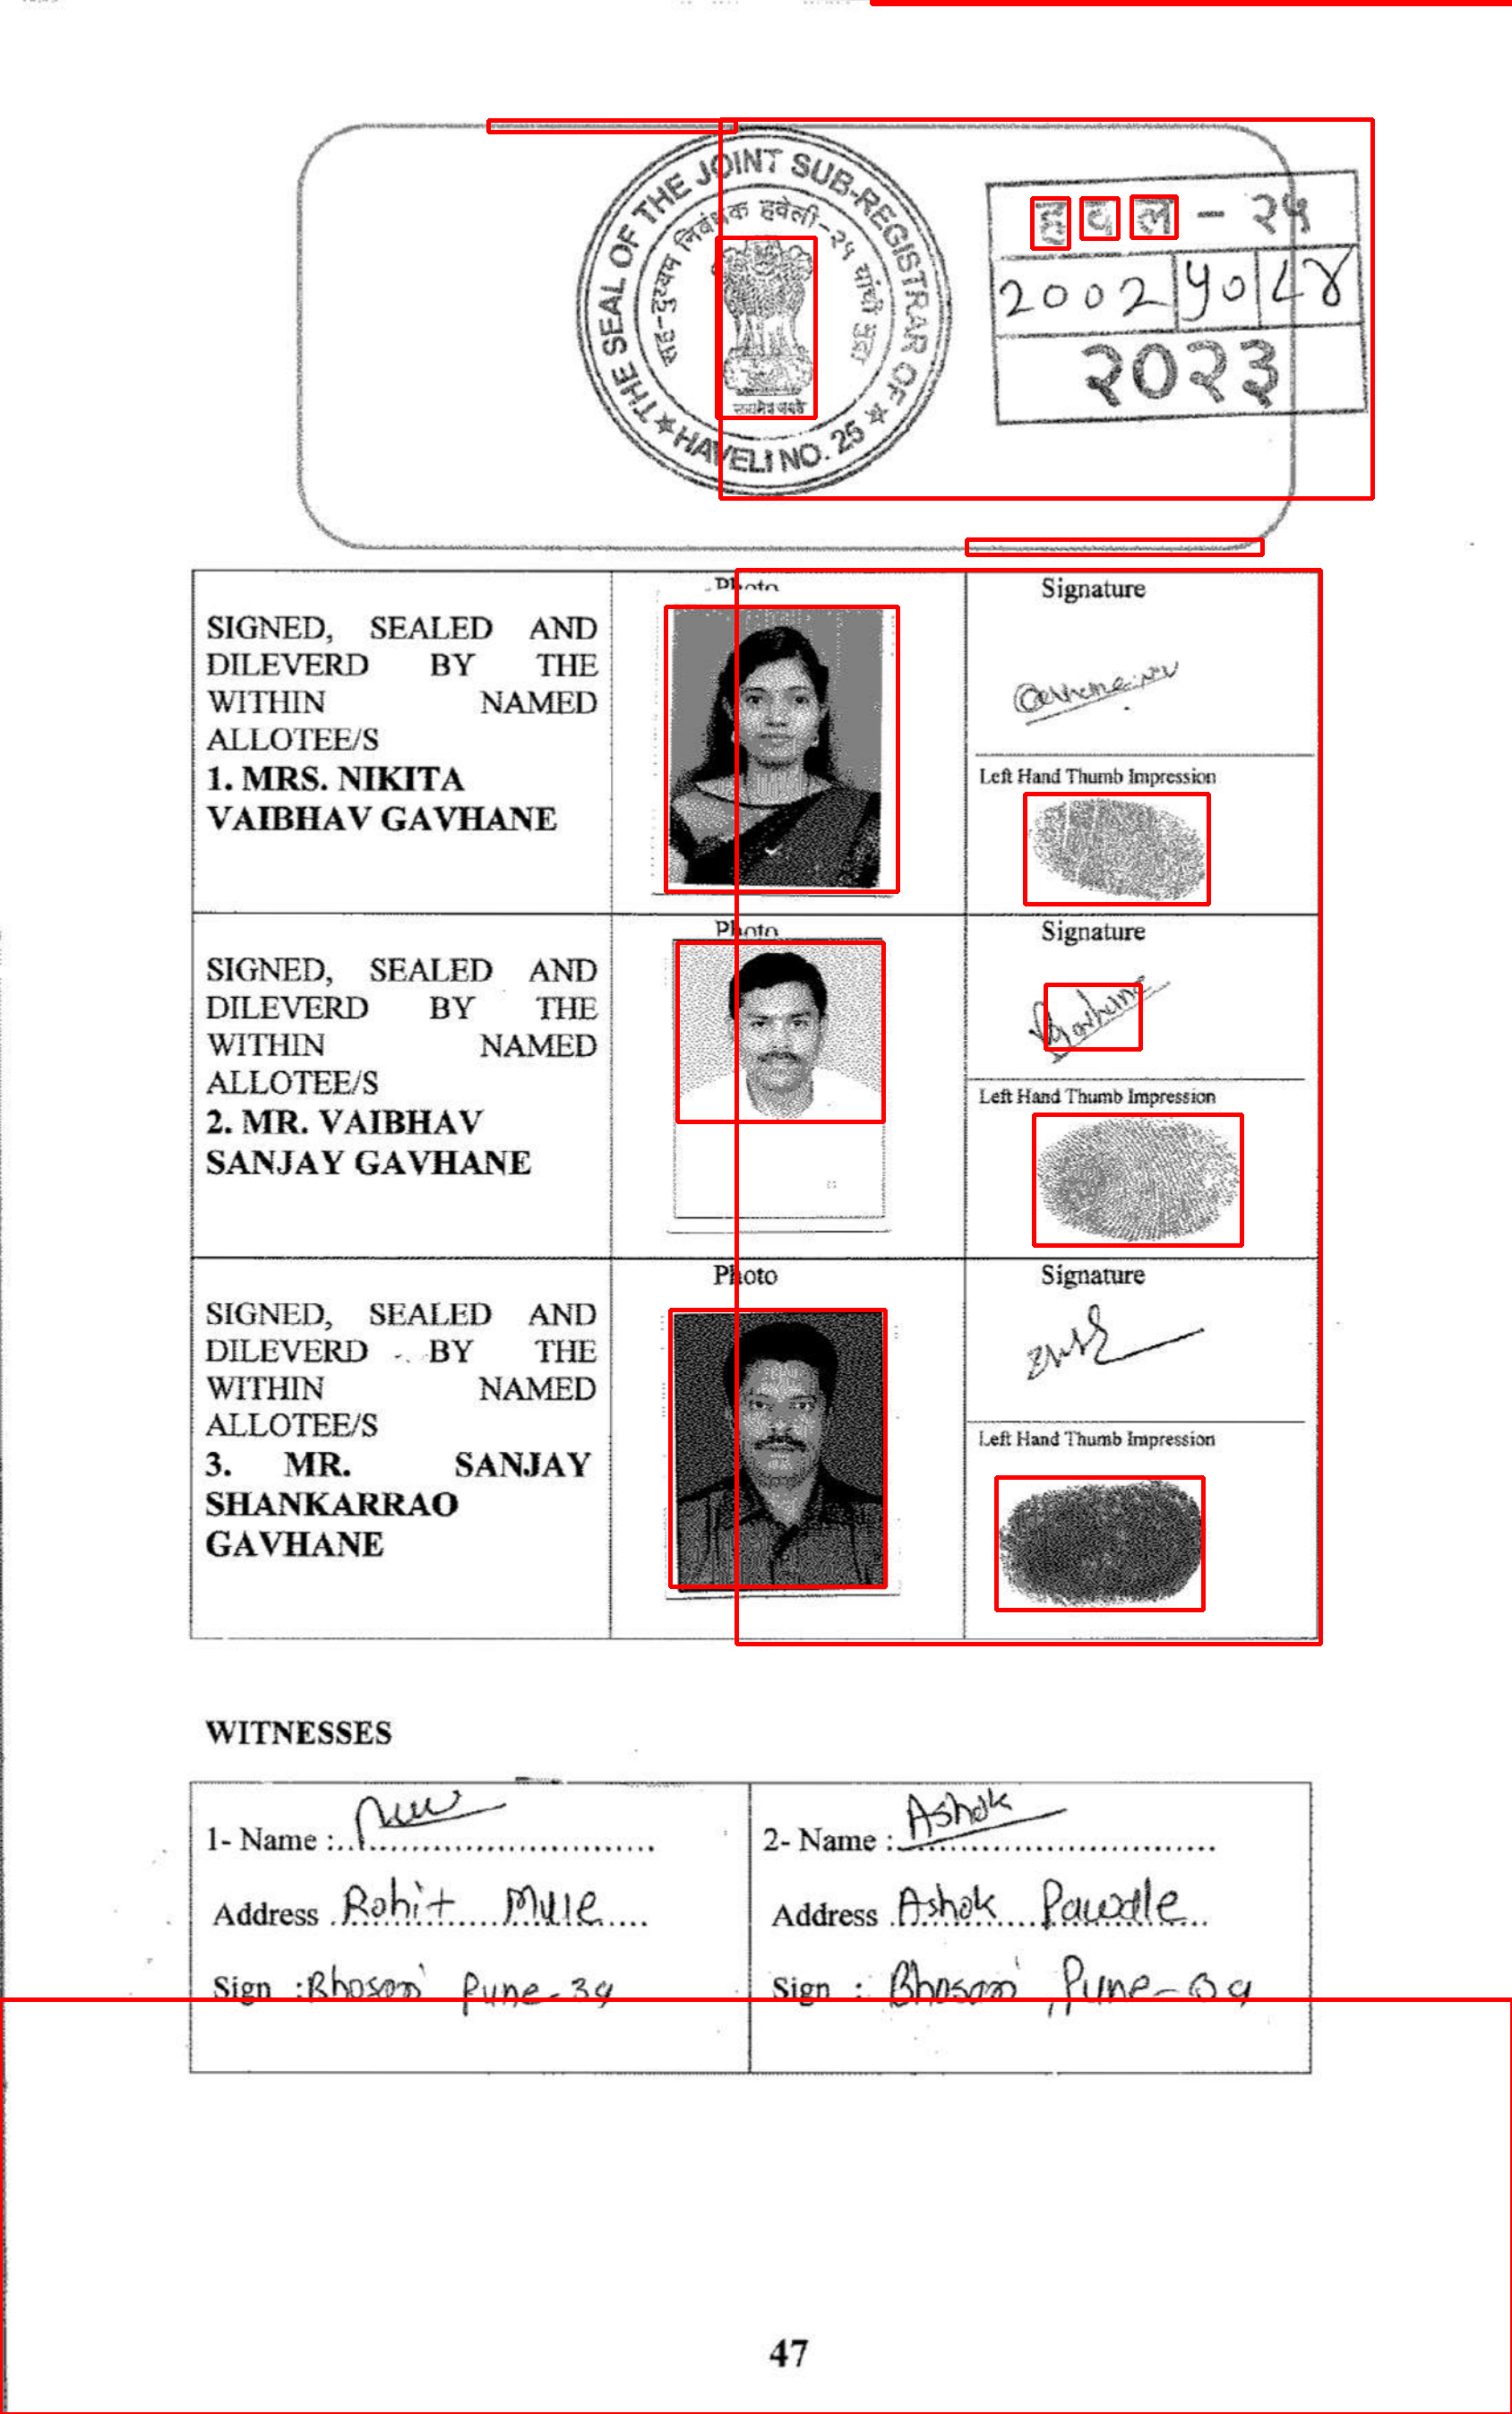 THE SEAL OF THE JOINT SUB-REGISTRAR OF
HAVELI NO. 25
सह-दुय्यम निबंधक हवेली-२५ यांची मुद्रा
सत्यमेव जयते
हवल - २५
2002 50 L8
२०२३
SIGNED, SEALED AND
DILEVERD BY THE
WITHIN NAMED
ALLOTEE/S
1. MRS. NIKITA
VAIBHAV GAVHANE
Photo
Signature
Left Hand Thumb Impression
SIGNED, SEALED AND
DILEVERD BY THE
WITHIN NAMED
ALLOTEE/S
2. MR. VAIBHAV
SANJAY GAVHANE
Photo
Signature
Gavhane
Left Hand Thumb Impression
SIGNED, SEALED AND
DILEVERD BY THE
WITHIN NAMED
ALLOTEE/S
3. MR. SANJAY
SHANKARRAO
GAVHANE
Photo
Signature
Left Hand Thumb Impression
WITNESSES
1- Name :
Address Rohit Mule
Sign : Bhosari Pune-39
2- Name : Ashok
Address Ashok Pawdle
Sign : Bhosari, Pune-09
47